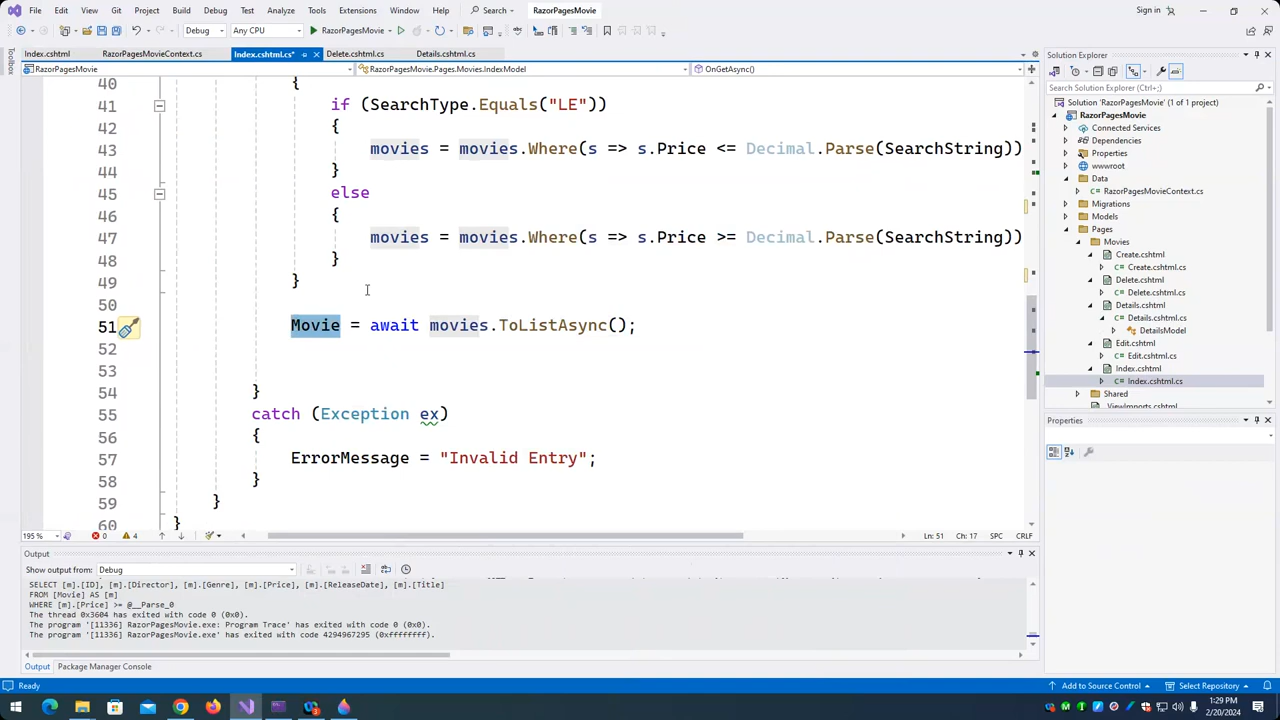 File Edit View Git Project Build Debug Test Analyze Tools Extensions Window Help Search RazorPagesMovie Sign in
Debug Any CPU RazorPagesMovie
Index.cshtml RazorPagesMovieContext.cs Index.cshtml.cs* Delete.cshtml.cs Details.cshtml.cs
RazorPagesMovie RazorPagesMovie.Pages.Movies.IndexModel OnGetAsync()
Toolbox
40 {
41 if (SearchType.Equals("LE"))
42 {
43 movies = movies.Where(s => s.Price <= Decimal.Parse(SearchString))
44 }
45 else
46 {
47 movies = movies.Where(s => s.Price >= Decimal.Parse(SearchString))
48 }
49 }
50
51 Movie = await movies.ToListAsync();
52
53
54 }
55 catch (Exception ex)
56 {
57 ErrorMessage = "Invalid Entry";
58 }
59 }
60 }
195 % 0 4 Ln: 51 Ch: 17 SPC CRLF
Output
Show output from: Debug
SELECT [m].[ID], [m].[Director], [m].[Genre], [m].[Price], [m].[ReleaseDate], [m].[Title]
FROM [Movie] AS [m]
WHERE [m].[Price] >= @__Parse_0
The thread 0x3604 has exited with code 0 (0x0).
The program '[11336] RazorPagesMovie.exe: Program Trace' has exited with code 0 (0x0).
The program '[11336] RazorPagesMovie.exe' has exited with code 4294967295 (0xffffffff).
Output Package Manager Console
Solution Explorer
Search Solution Explorer (Ctrl+;)
Solution 'RazorPagesMovie' (1 of 1 project)
RazorPagesMovie
Connected Services
Dependencies
Properties
wwwroot
Data
RazorPagesMovieContext.cs
Migrations
Models
Pages
Movies
Create.cshtml
C# Create.cshtml.cs
Delete.cshtml
C# Delete.cshtml.cs
Details.cshtml
C# Details.cshtml.cs
DetailsModel
Edit.cshtml
C# Edit.cshtml.cs
Index.cshtml
C# Index.cshtml.cs
Shared
_ViewImports.cshtml
Properties
Ready Add to Source Control Select Repository
1:29 PM
2/20/2024